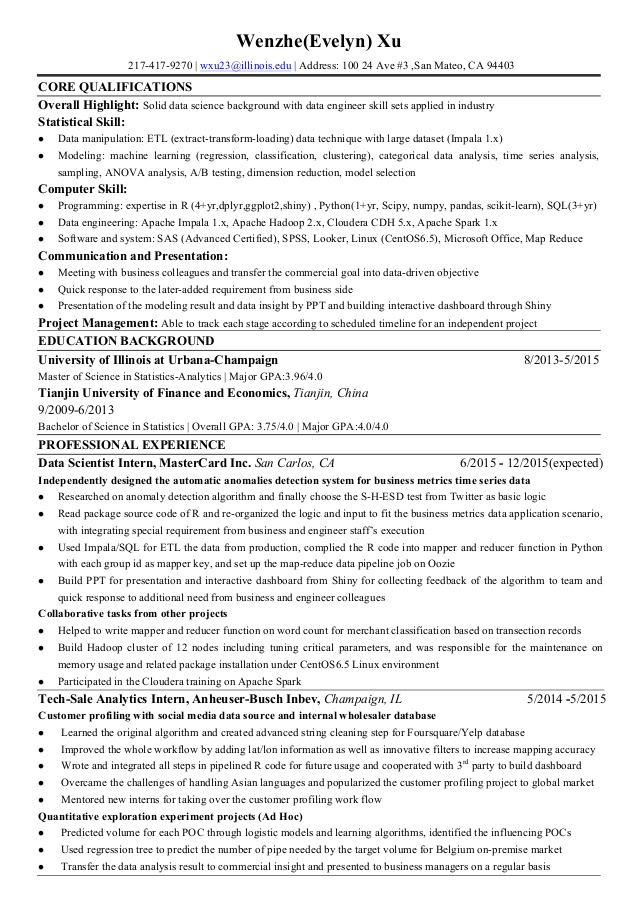 Wenzhe(Evelyn) Xu
217-417-9270 | wxu23@illinois.edu | Address: 100 24 Ave #3 ,San Mateo, CA 94403
CORE QUALIFICATIONS
Overall Highlight: Solid data science background with data engineer skill sets applied in industry
Statistical Skill:
● Data manipulation: ETL (extract-transform-loading) data technique with large dataset (Impala 1.x)
● Modeling: machine learning (regression, classification, clustering), categorical data analysis, time series analysis,
sampling, ANOVA analysis, A/B testing, dimension reduction, model selection
Computer Skill:
● Programming: expertise in R (4+yr,dplyr,ggplot2,shiny) , Python(1+yr, Scipy, numpy, pandas, scikit-learn), SQL(3+yr)
● Data engineering: Apache Impala 1.x, Apache Hadoop 2.x, Cloudera CDH 5.x, Apache Spark 1.x
● Software and system: SAS (Advanced Certified), SPSS, Looker, Linux (CentOS6.5), Microsoft Office, Map Reduce
Communication and Presentation:
● Meeting with business colleagues and transfer the commercial goal into data-driven objective
● Quick response to the later-added requirement from business side
● Presentation of the modeling result and data insight by PPT and building interactive dashboard through Shiny
Project Management: Able to track each stage according to scheduled timeline for an independent project
EDUCATION BACKGROUND
University of Illinois at Urbana-Champaign 8/2013-5/2015
Master of Science in Statistics-Analytics | Major GPA:3.96/4.0
Tianjin University of Finance and Economics, Tianjin, China
9/2009-6/2013
Bachelor of Science in Statistics | Overall GPA: 3.75/4.0 | Major GPA:4.0/4.0
PROFESSIONAL EXPERIENCE
Data Scientist Intern, MasterCard Inc. San Carlos, CA 6/2015 - 12/2015(expected)
Independently designed the automatic anomalies detection system for business metrics time series data
● Researched on anomaly detection algorithm and finally choose the S-H-ESD test from Twitter as basic logic
● Read package source code of R and re-organized the logic and input to fit the business metrics data application scenario,
with integrating special requirement from business and engineer staff's execution
● Used Impala/SQL for ETL the data from production, complied the R code into mapper and reducer function in Python
with each group id as mapper key, and set up the map-reduce data pipeline job on Oozie
● Build PPT for presentation and interactive dashboard from Shiny for collecting feedback of the algorithm to team and
quick response to additional need from business and engineer colleagues
Collaborative tasks from other projects
● Helped to write mapper and reducer function on word count for merchant classification based on transection records
● Build Hadoop cluster of 12 nodes including tuning critical parameters, and was responsible for the maintenance on
memory usage and related package installation under CentOS6.5 Linux environment
● Participated in the Cloudera training on Apache Spark
Tech-Sale Analytics Intern, Anheuser-Busch Inbev, Champaign, IL 5/2014 -5/2015
Customer profiling with social media data source and internal wholesaler database
● Learned the original algorithm and created advanced string cleaning step for Foursquare/Yelp database
● Improved the whole workflow by adding lat/lon information as well as innovative filters to increase mapping accuracy
● Wrote and integrated all steps in pipelined R code for future usage and cooperated with 3rd party to build dashboard
● Overcame the challenges of handling Asian languages and popularized the customer profiling project to global market
● Mentored new interns for taking over the customer profiling work flow
Quantitative exploration experiment projects (Ad Hoc)
● Predicted volume for each POC through logistic models and learning algorithms, identified the influencing POCs
● Used regression tree to predict the number of pipe needed by the target volume for Belgium on-premise market
● Transfer the data analysis result to commercial insight and presented to business managers on a regular basis